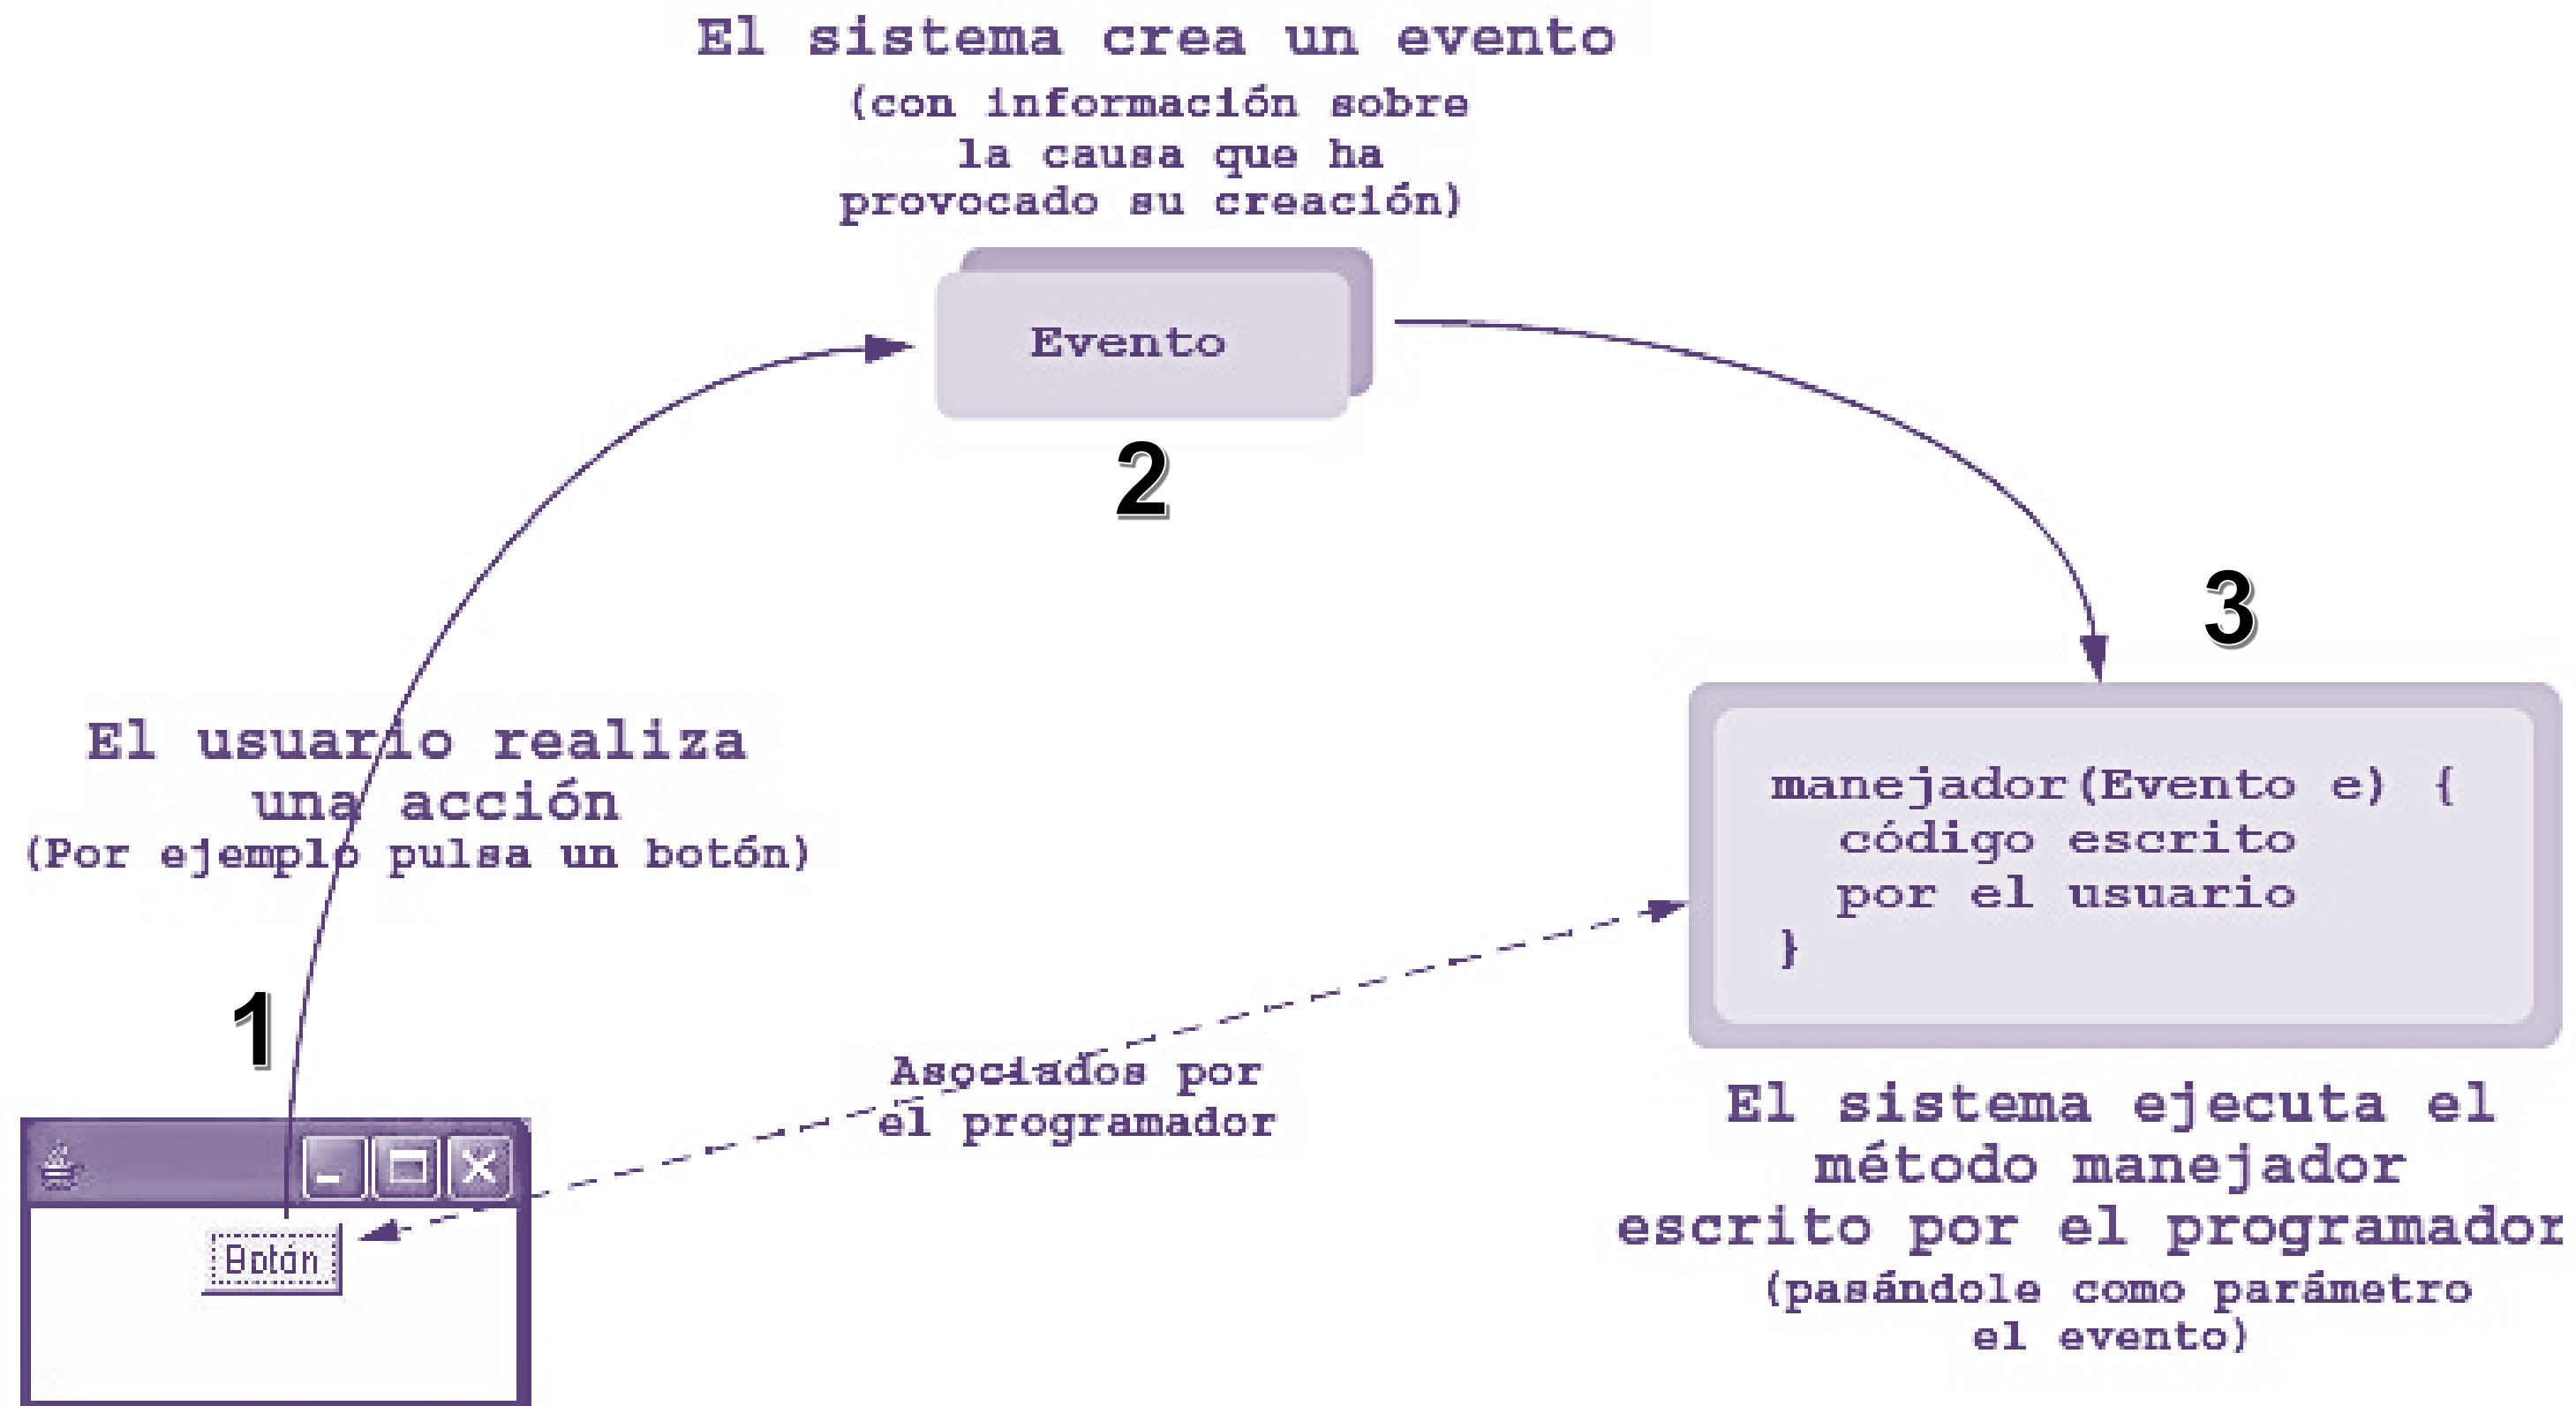 El sistema crea un evento
(con información sobre
la causa que ha
provocado su creación)
Evento
2
3
El usuario realiza
una acción
(Por ejemplo pulsa un botón)
1
manejador(Evento e) {
código escrito
por el usuario
}
Asociados por
el programador
Botón
El sistema ejecuta el
método manejador
escrito por el programador
(pasándole como parámetro
el evento)